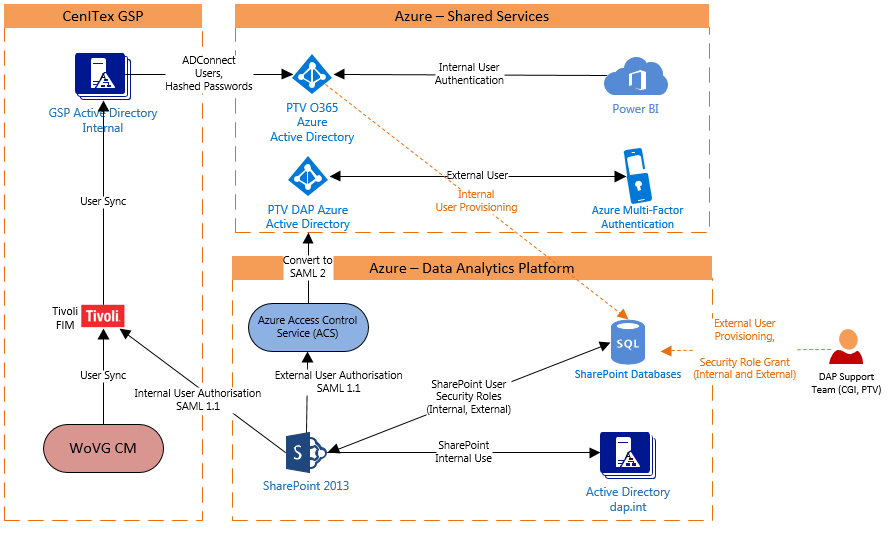 CenITex GSP
Azure – Shared Services
ADConnect
Users,
Hashed Passwords
GSP Active Directory
Internal
PTV O365
Azure
Active Directory
Internal User
Authentication
Power BI
User Sync
PTV DAP Azure
Active Directory
External User
Internal
User Provisioning
Azure Multi-Factor
Authentication
Convert to
SAML 2
Azure – Data Analytics Platform
Tivoli
FIM
Tivoli.
Azure Access Control
Service (ACS)
SQL
SharePoint Databases
External User
Provisioning,
Security Role Grant
(Internal and External)
DAP Support
Team (CGI, PTV)
User Sync
Internal User Authorisation
SAML 1.1
External User Authorisation
SAML 1.1
SharePoint User
Security Roles
(Internal, External)
WoVG CM
S
SharePoint 2013
SharePoint
Internal Use
Active Directory
dap.int